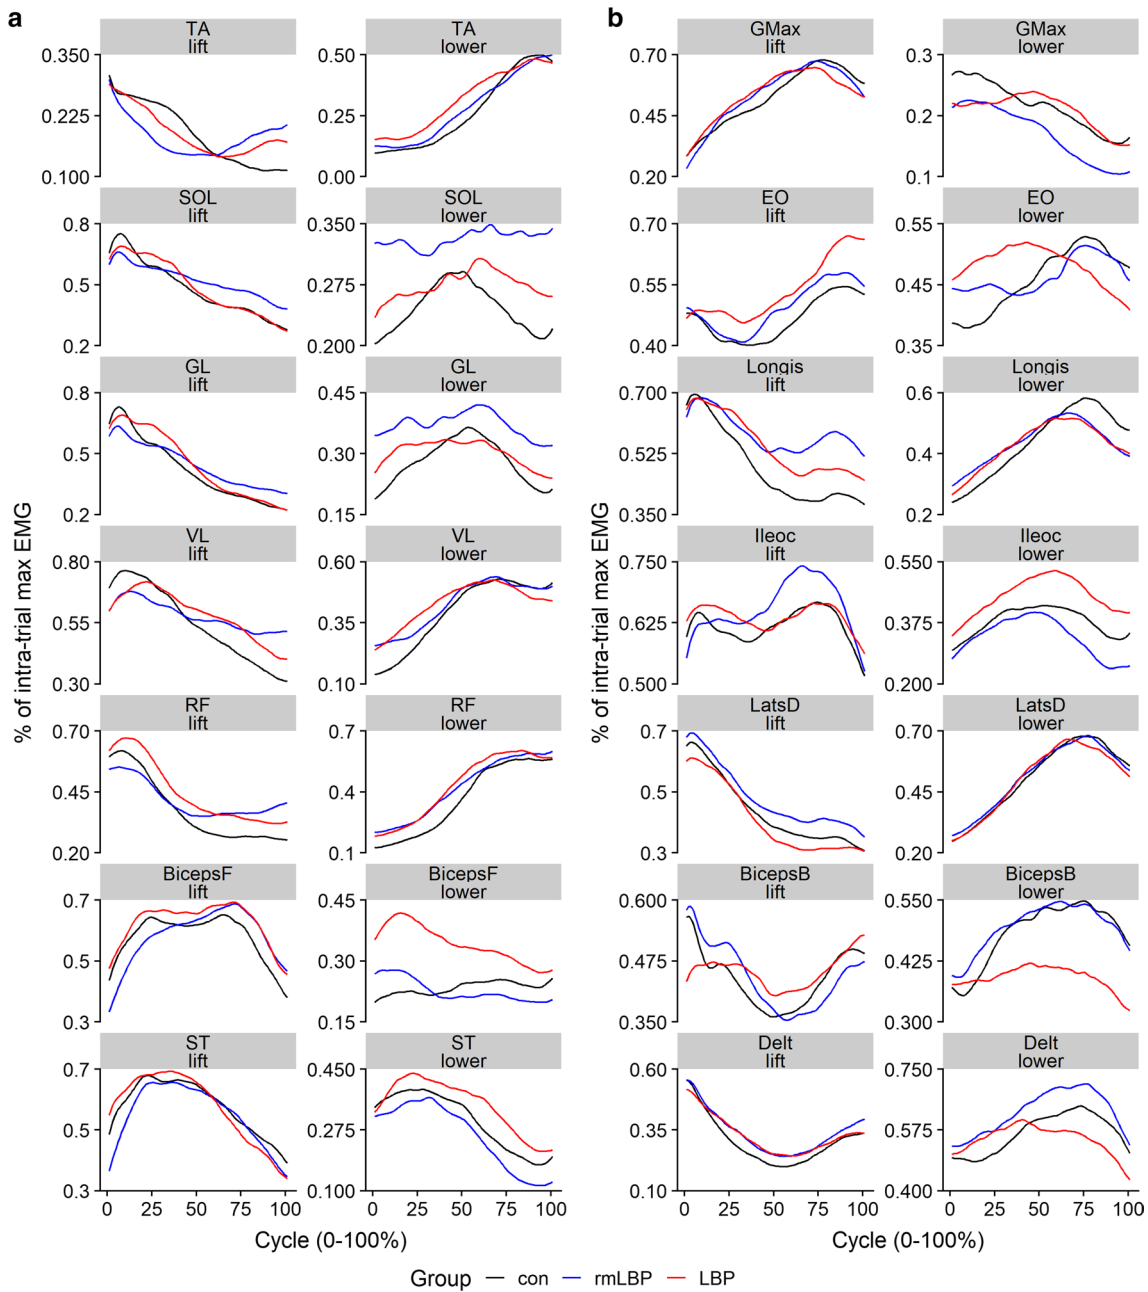 a
b
TA
lift
TA
lower
GMax
lift
GMax
lower
0.350
0.225
0.100
0.50
0.25
0.00
0.70
0.45
0.20
0.3
0.2
0.1
SOL
lift
SOL
lower
EO
lift
EO
lower
0.8
0.5
0.2
0.350
0.275
0.200
0.70
0.55
0.40
0.55
0.45
0.35
GL
lift
GL
lower
Longis
lift
Longis
lower
0.8
0.5
0.2
0.45
0.30
0.15
0.700
0.525
0.350
0.6
0.4
0.2
VL
lift
VL
lower
Ileoc
lift
Ileoc
lower
0.80
0.55
0.30
0.60
0.35
0.10
0.750
0.625
0.500
0.550
0.375
0.200
RF
lift
RF
lower
LatsD
lift
LatsD
lower
0.70
0.45
0.20
0.7
0.4
0.1
0.7
0.5
0.3
0.70
0.45
0.20
BicepsF
lift
BicepsF
lower
BicepsB
lift
BicepsB
lower
0.7
0.5
0.3
0.45
0.30
0.15
0.600
0.475
0.350
0.550
0.425
0.300
ST
lift
ST
lower
Delt
lift
Delt
lower
0.7
0.5
0.3
0.450
0.275
0.100
0.60
0.35
0.10
0.750
0.575
0.400
0 25 50 75 100
0 25 50 75 100
0 25 50 75 100
0 25 50 75 100
% of intra-trial max EMG
% of intra-trial max EMG
Cycle (0-100%)
Cycle (0-100%)
Group con rmLBP LBP